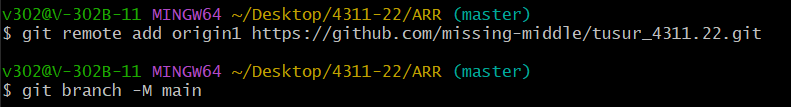 v302@V-302B-11 MINGW64 ~/Desktop/4311-22/ARR (master)
$ git remote add origin1 https://github.com/missing-middle/tusur_4311.22.git
v302@V-302B-11 MINGW64 ~/Desktop/4311-22/ARR (master)
$ git branch -M main